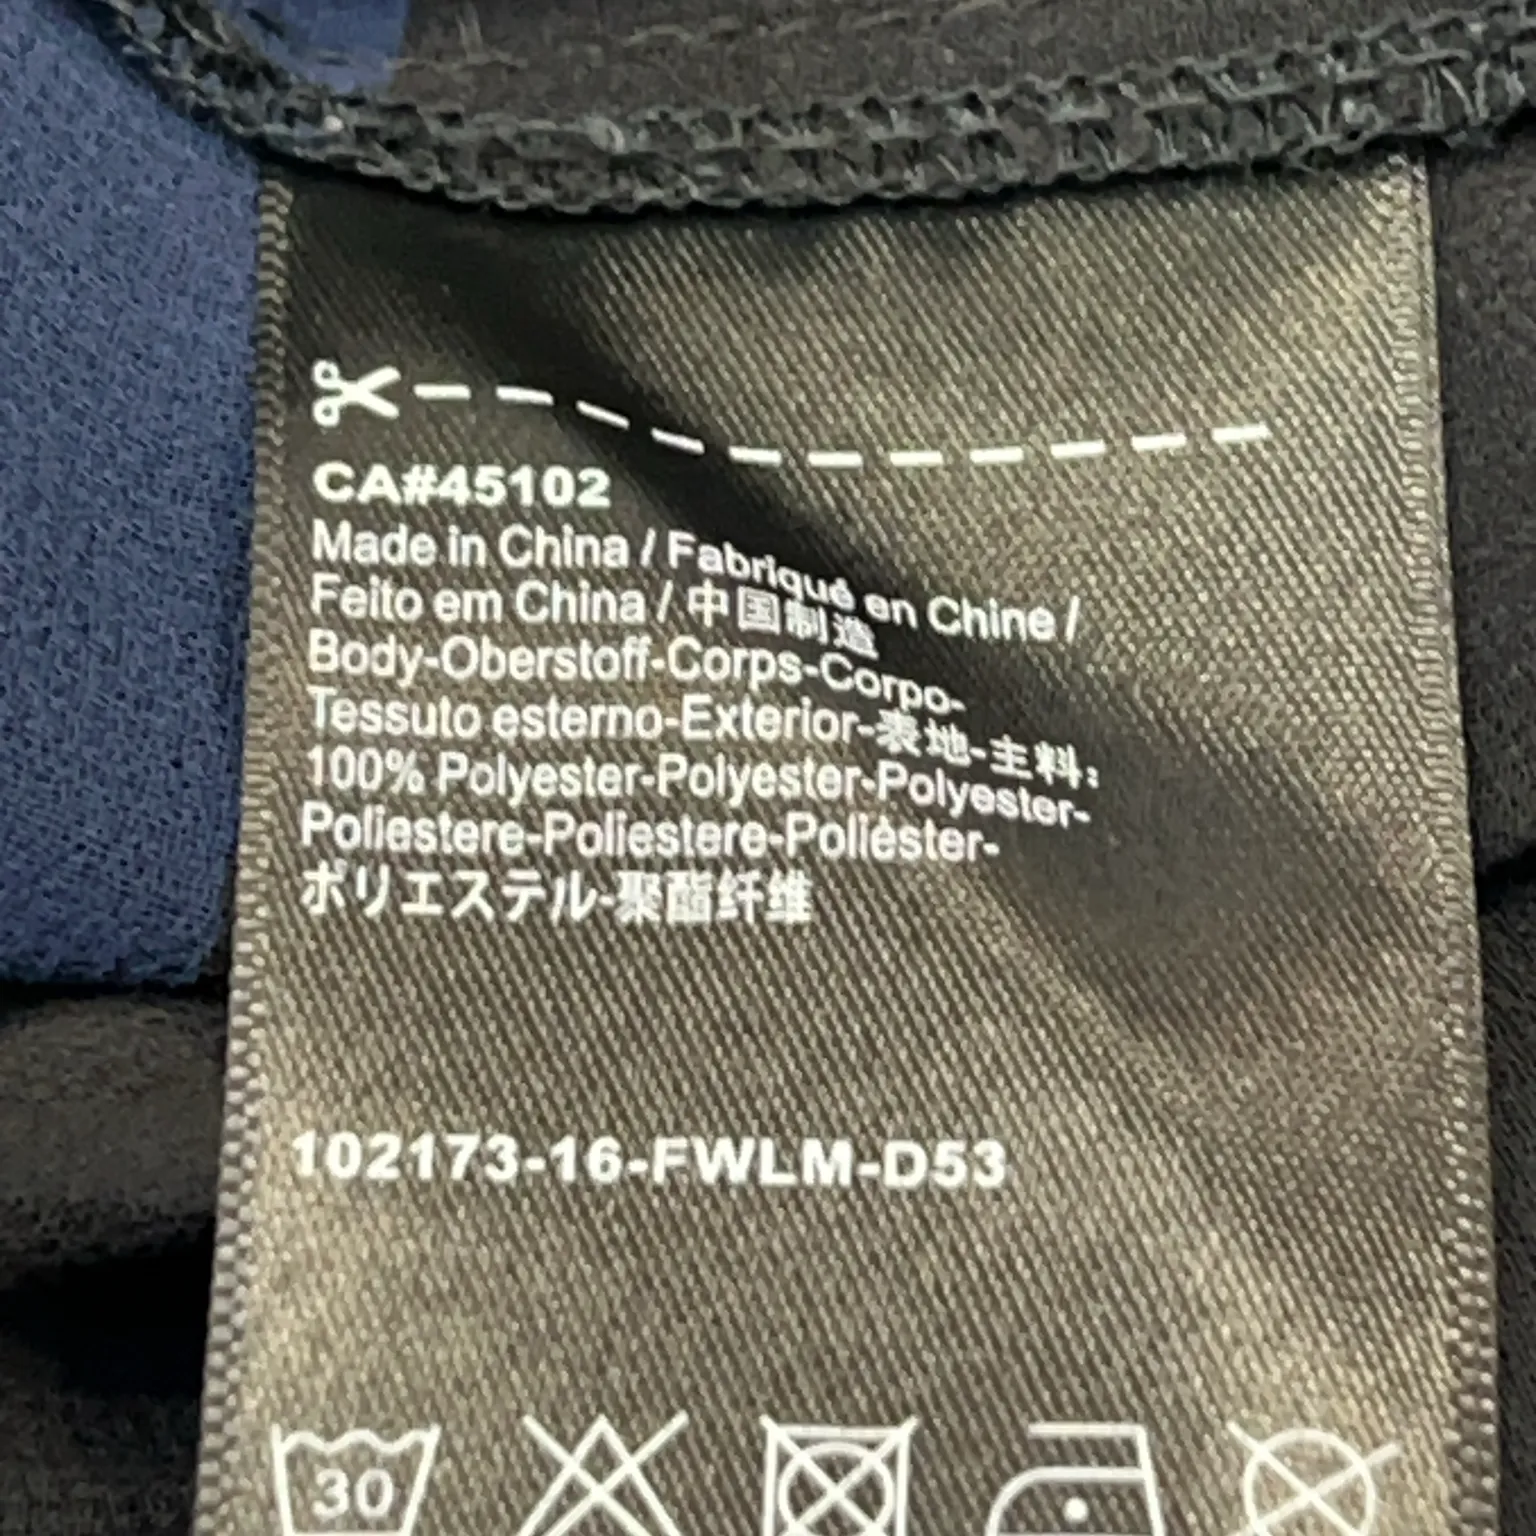 CA#45102
Made in China / Fabriqué en Chine /
Feito em China / 中国制造
Body-Oberstoff-Corps-Corpo-
Tessuto esterno-Exterior-表地-主料:
100% Polyester-Polyester-Polyester-
Poliestere-Poliestere-Poliéster-
ポリエステル-聚酯纤维
102173-16-FWLM-D53
30